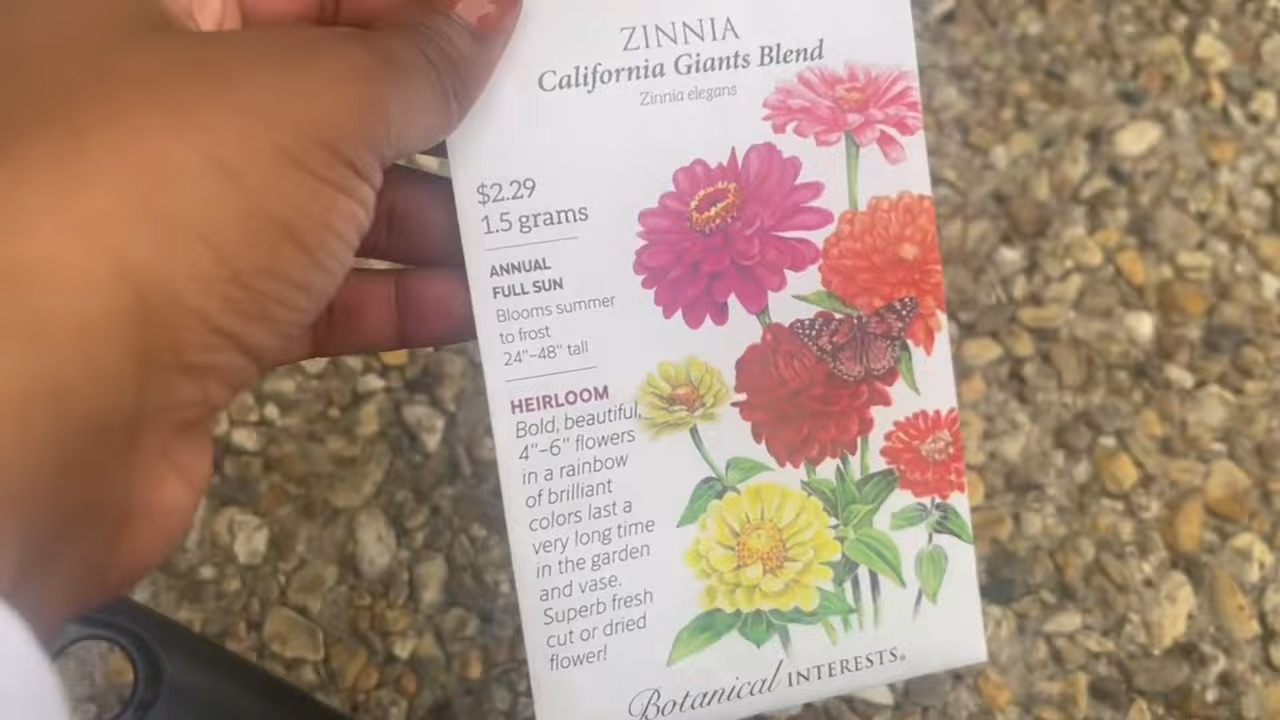 ZINNIA
California Giants Blend
Zinnia elegans
$2.29
1.5 grams
ANNUAL
FULL SUN
Blooms summer
to frost
24"–48" tall
HEIRLOOM
Bold, beautiful,
4"–6" flowers
in a rainbow
of brilliant
colors last a
very long time
in the garden
and vase.
Superb fresh
cut or dried
flower!
Botanical INTERESTS®